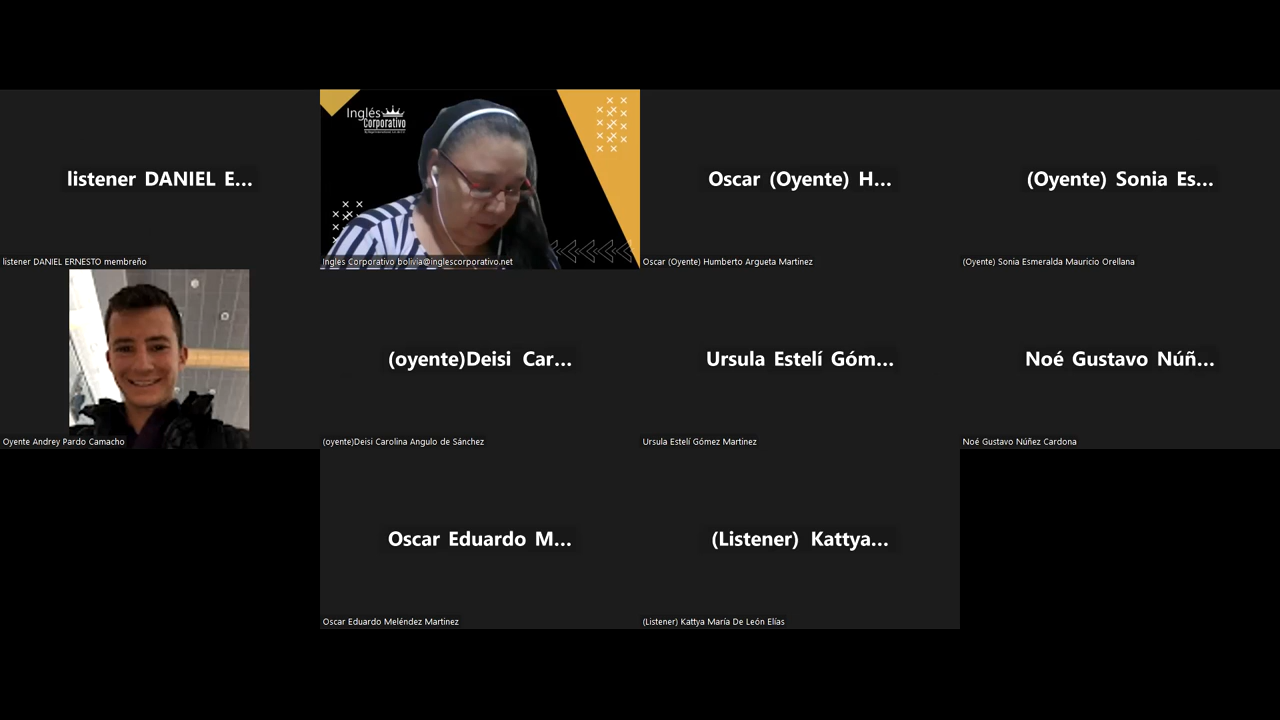 listener DANIEL E...
listener DANIEL ERNESTO membreño
Inglés
Corporativo
Ingles Corporativo bolivia@inglescorporativo.net
Oscar (Oyente) H...
Oscar (Oyente) Humberto Argueta Martinez
(Oyente) Sonia Es...
(Oyente) Sonia Esmeralda Mauricio Orellana
Oyente Andrey Pardo Camacho
(oyente)Deisi Car...
(oyente)Deisi Carolina Angulo de Sánchez
Ursula Estelí Góm...
Ursula Estelí Gómez Martinez
Noé Gustavo Núñ...
Noé Gustavo Núñez Cardona
Oscar Eduardo M...
Oscar Eduardo Meléndez Martinez
(Listener) Kattya...
(Listener) Kattya María De León Elías